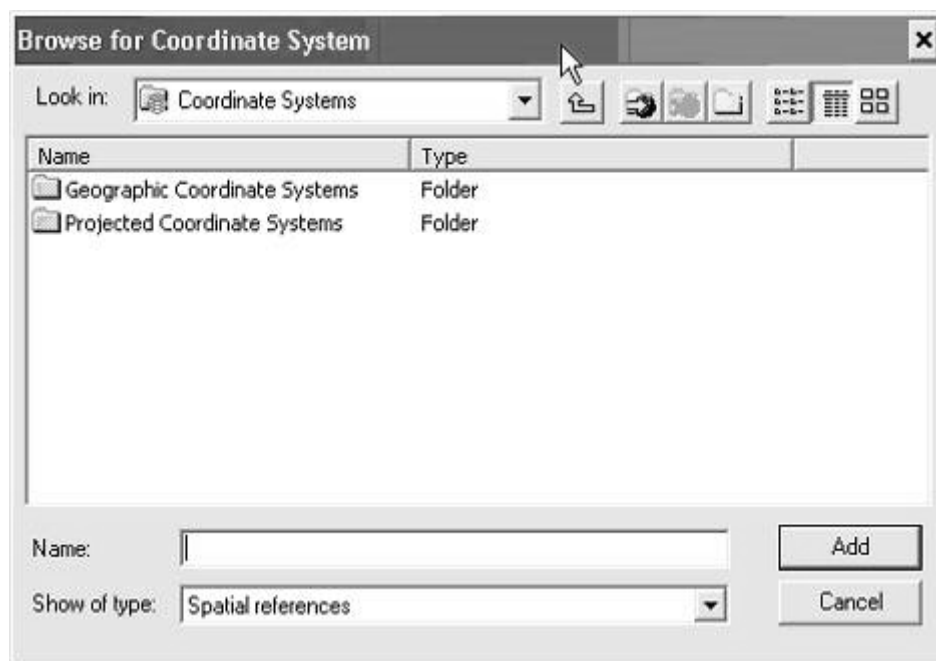 Browse for Coordinate System
Look in: Coordinate Systems
Name Type
Geographic Coordinate Systems Folder
Projected Coordinate Systems Folder
Name: Add
Show of type: Spatial references Cancel